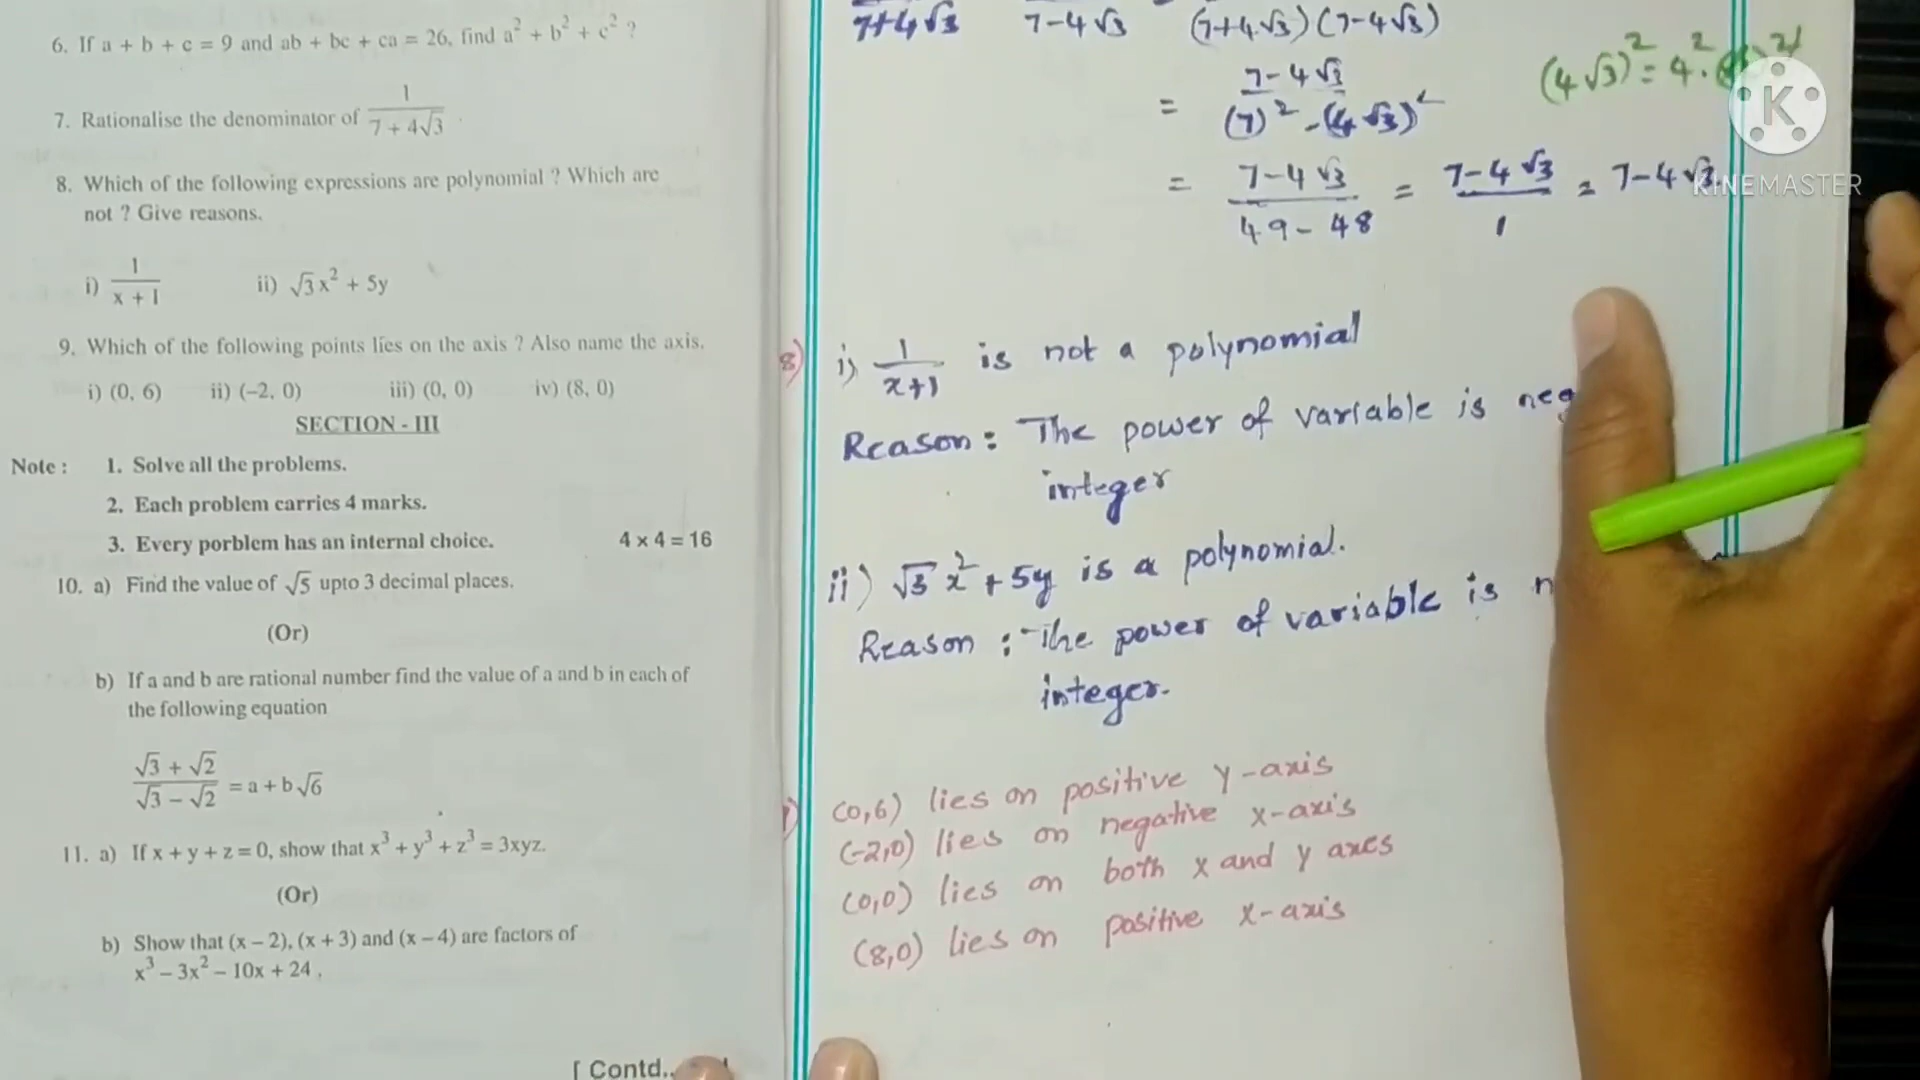 6. If a + b + c = 9 and ab + bc + ca = 26, find a² + b² + c² ?
7. Rationalise the denominator of 1 / (7 + 4√3)
8. Which of the following expressions are polynomial ? Which are
not ? Give reasons.
i) 1 / (x + 1) ii) √3x² + 5y
9. Which of the following points lies on the axis ? Also name the axis.
i) (0, 6) ii) (–2, 0) iii) (0, 0) iv) (8, 0)
SECTION - III
Note : 1. Solve all the problems.
2. Each problem carries 4 marks.
3. Every porblem has an internal choice. 4 × 4 = 16
10. a) Find the value of √5 upto 3 decimal places.
(Or)
b) If a and b are rational number find the value of a and b in each of
the following equation
(√3 + √2) / (√3 – √2) = a + b√6
11. a) If x + y + z = 0, show that x³ + y³ + z³ = 3xyz.
(Or)
b) Show that (x – 2), (x + 3) and (x – 4) are factors of
x³ – 3x² – 10x + 24 .
[ Contd..
7+4√3 7-4√3 (7+4√3)(7-4√3)
= (7-4√3) / ((7)² - (4√3)²)
(4√3)² = 4².
= (7-4√3) / (49-48) = (7-4√3) / 1 = 7-4√3
K
KINEMASTER
8) i) 1 / (x+1) is not a polynomial
Reason: The power of variable is neg
integer
ii) √3 x² + 5y is a polynomial.
Reason : The power of variable is n
integer.
(0,6) lies on positive Y-axis
(-2,0) lies on negative x-axis
(0,0) lies on both x and y axes
(8,0) lies on positive x-axis